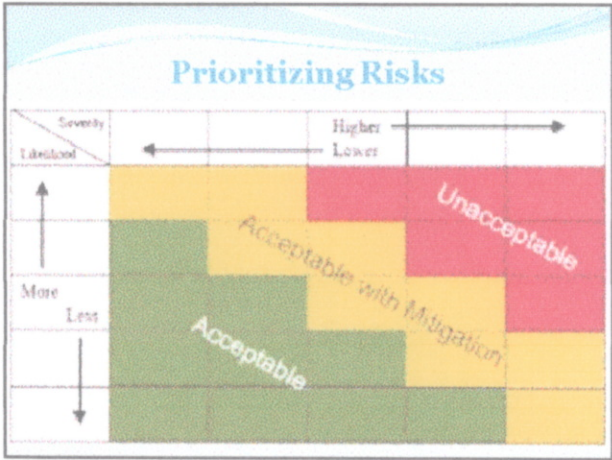 Prioritizing Risks
Severity
Likelihood
Higher
Lower
More
Less
Unacceptable
Acceptable with Mitigation
Acceptable